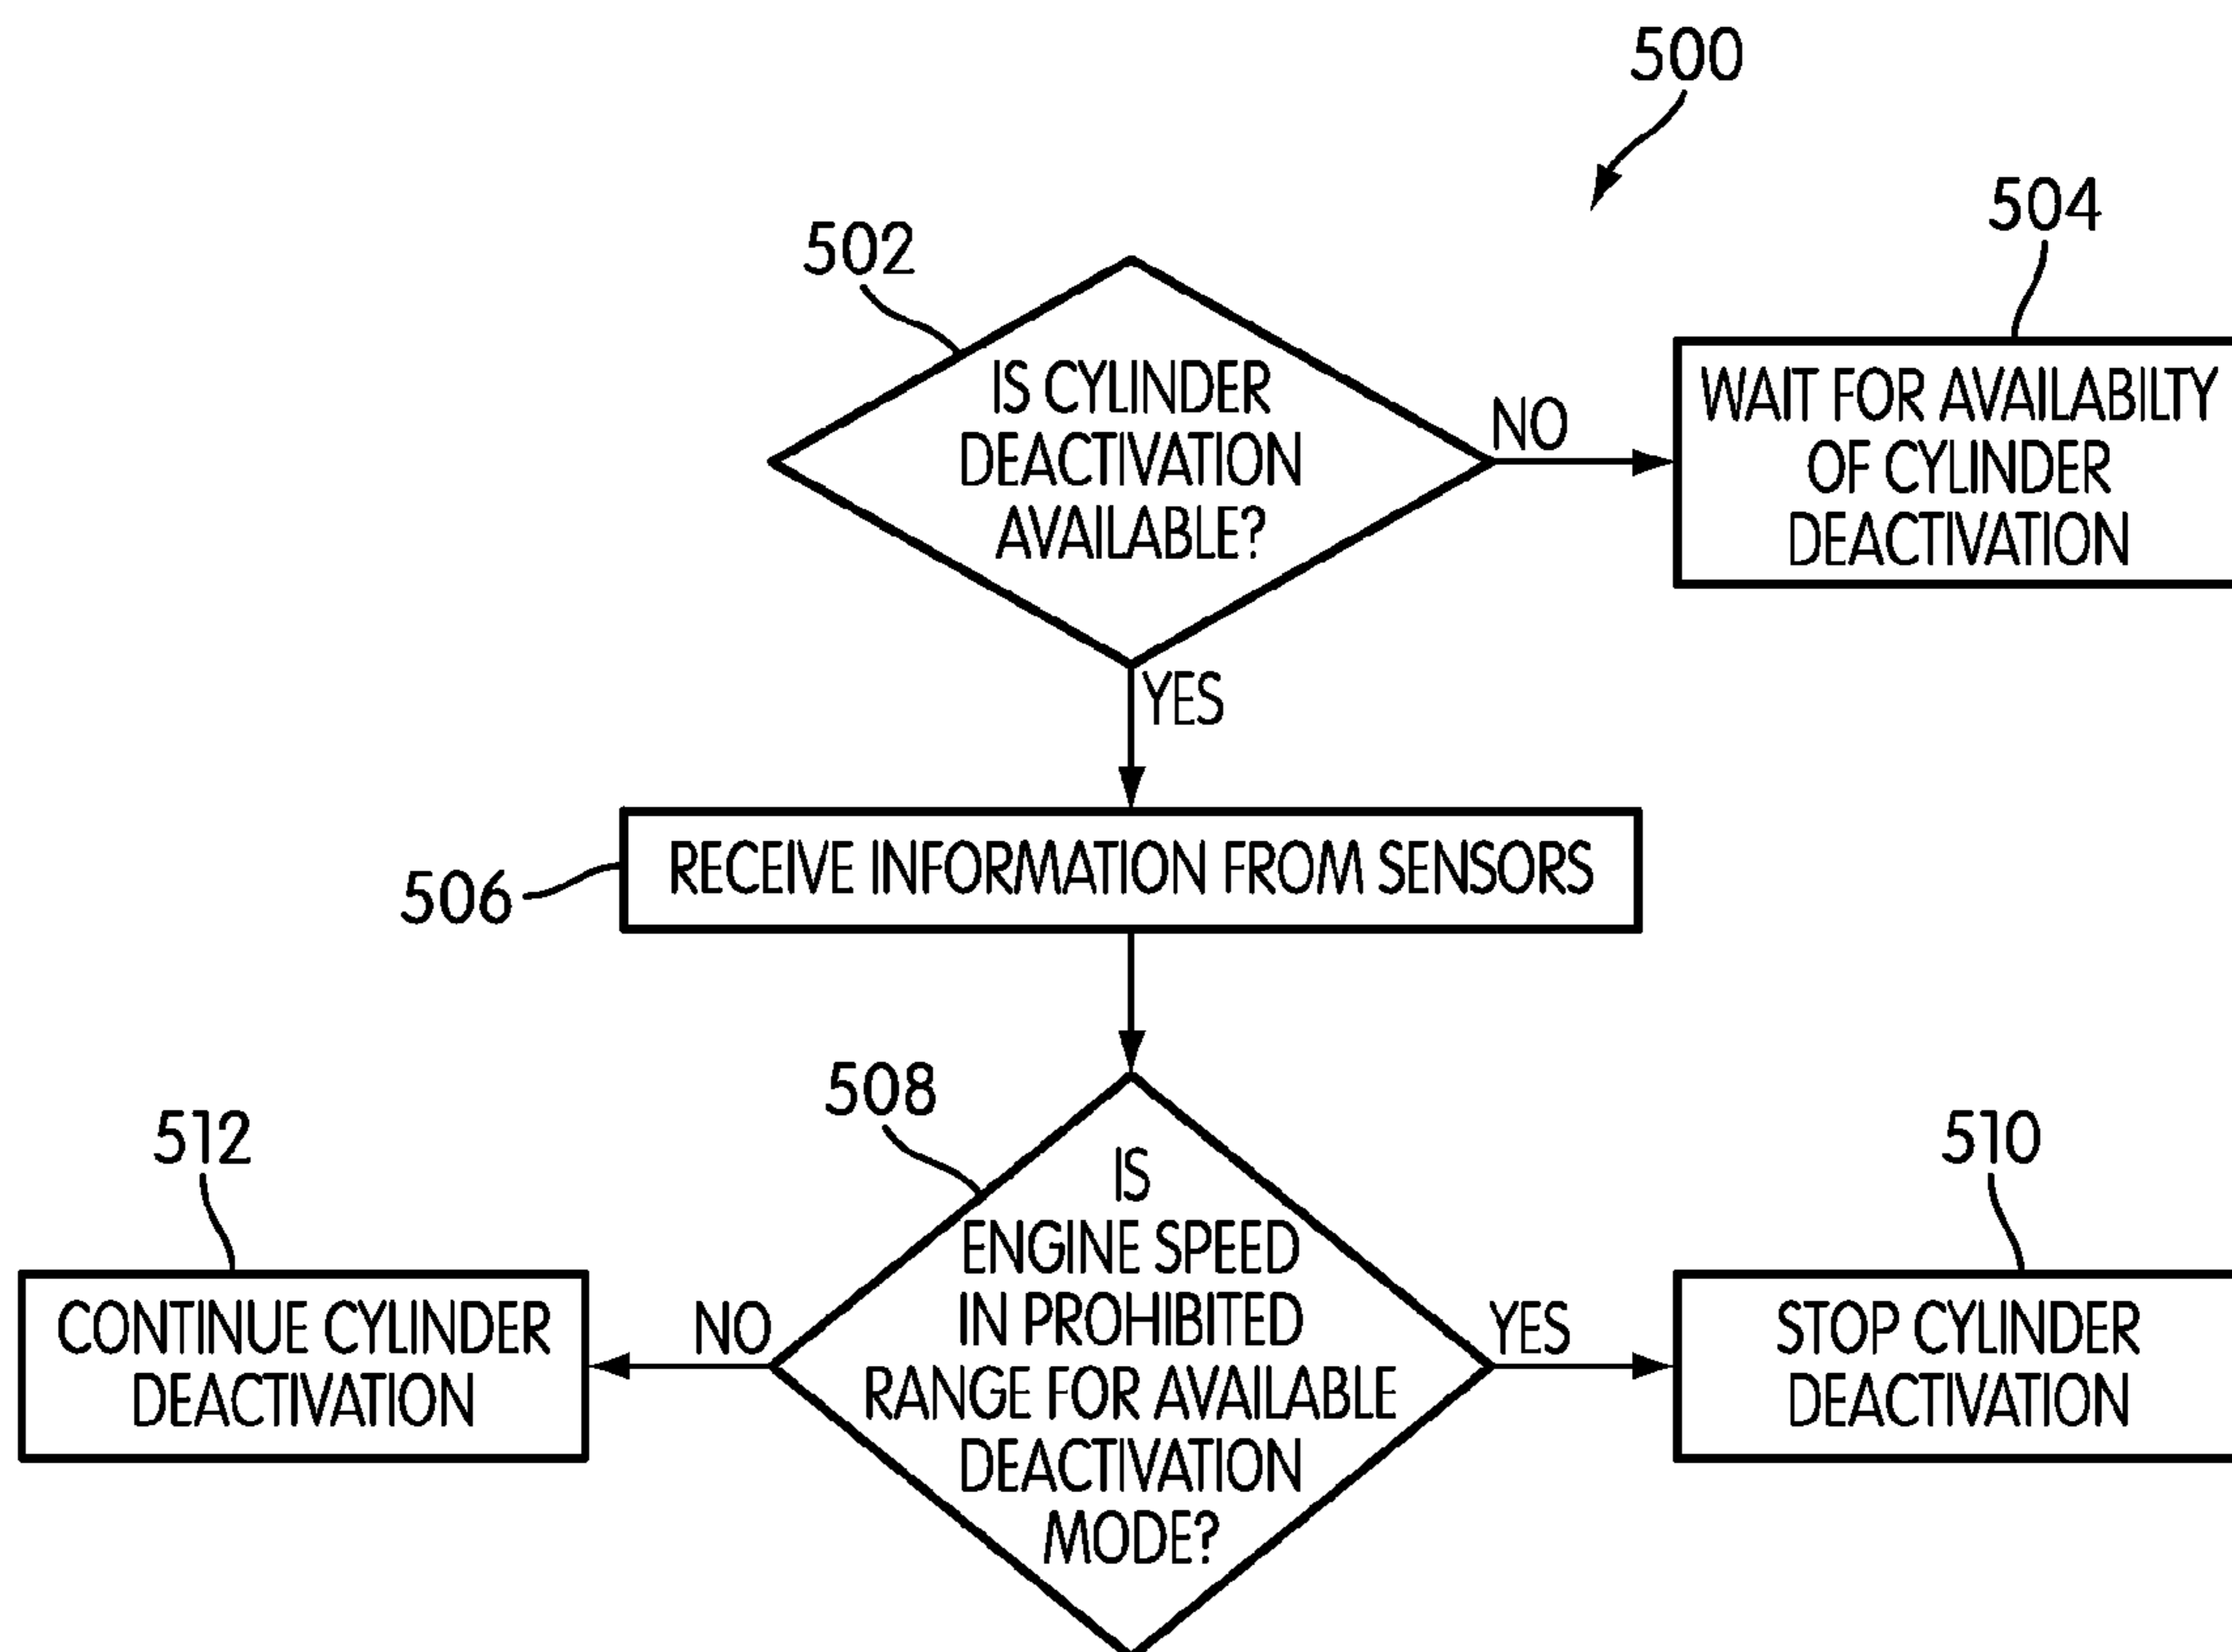 500
502
504
IS CYLINDER
DEACTIVATION
AVAILABLE?
NO
WAIT FOR AVAILABILTY
OF CYLINDER
DEACTIVATION
YES
506
RECEIVE INFORMATION FROM SENSORS
508
512
510
IS
ENGINE SPEED
IN PROHIBITED
RANGE FOR AVAILABLE
DEACTIVATION
MODE?
NO
CONTINUE CYLINDER
DEACTIVATION
YES
STOP CYLINDER
DEACTIVATION